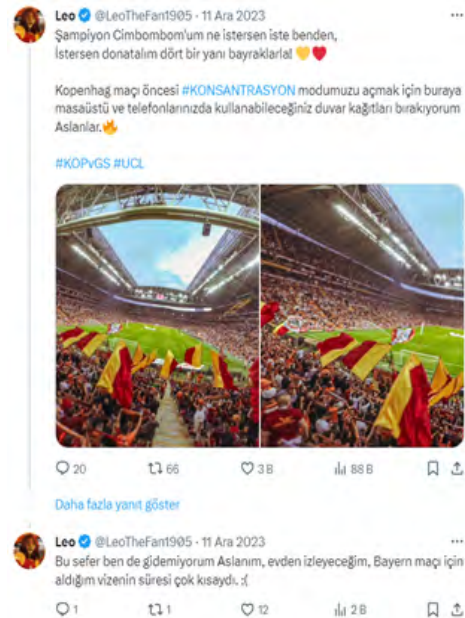 Leo @LeoTheFan1905 · 11 Ara 2023
Şampiyon Cimbombom'um ne istersen iste benden,
İstersen donatalım dört bir yanı bayraklarla! 💛❤️
Kopenhag maçı öncesi #KONSANTRASYON modumuzu açmak için buraya
masaüstü ve telefonlarınızda kullanabileceğiniz duvar kağıtları bırakıyorum
Aslanlar.🔥
#KOPvGS #UCL
20 66 3 B 88 B
Daha fazla yanıt göster
Leo @LeoTheFan1905 · 11 Ara 2023
Bu sefer ben de gidemiyorum Aslanım, evden izleyeceğim, Bayern maçı için
aldığım vizenin süresi çok kısaydı. :(
1 1 12 2 B